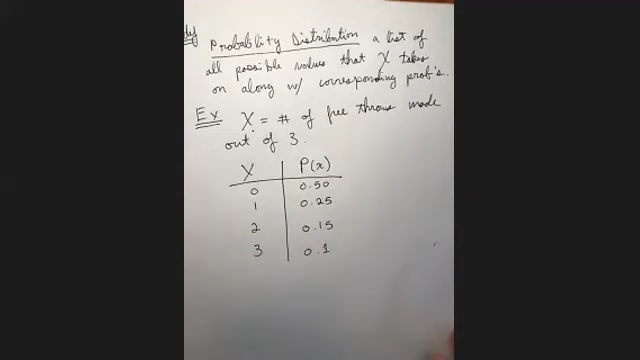 Probability Distribution a list of
all possible values that X takes
on along w/ corresponding prob's.
Ex X = # of free throws made
out of 3.
X P(x)
0 0.50
1 0.25
2 0.15
3 0.1